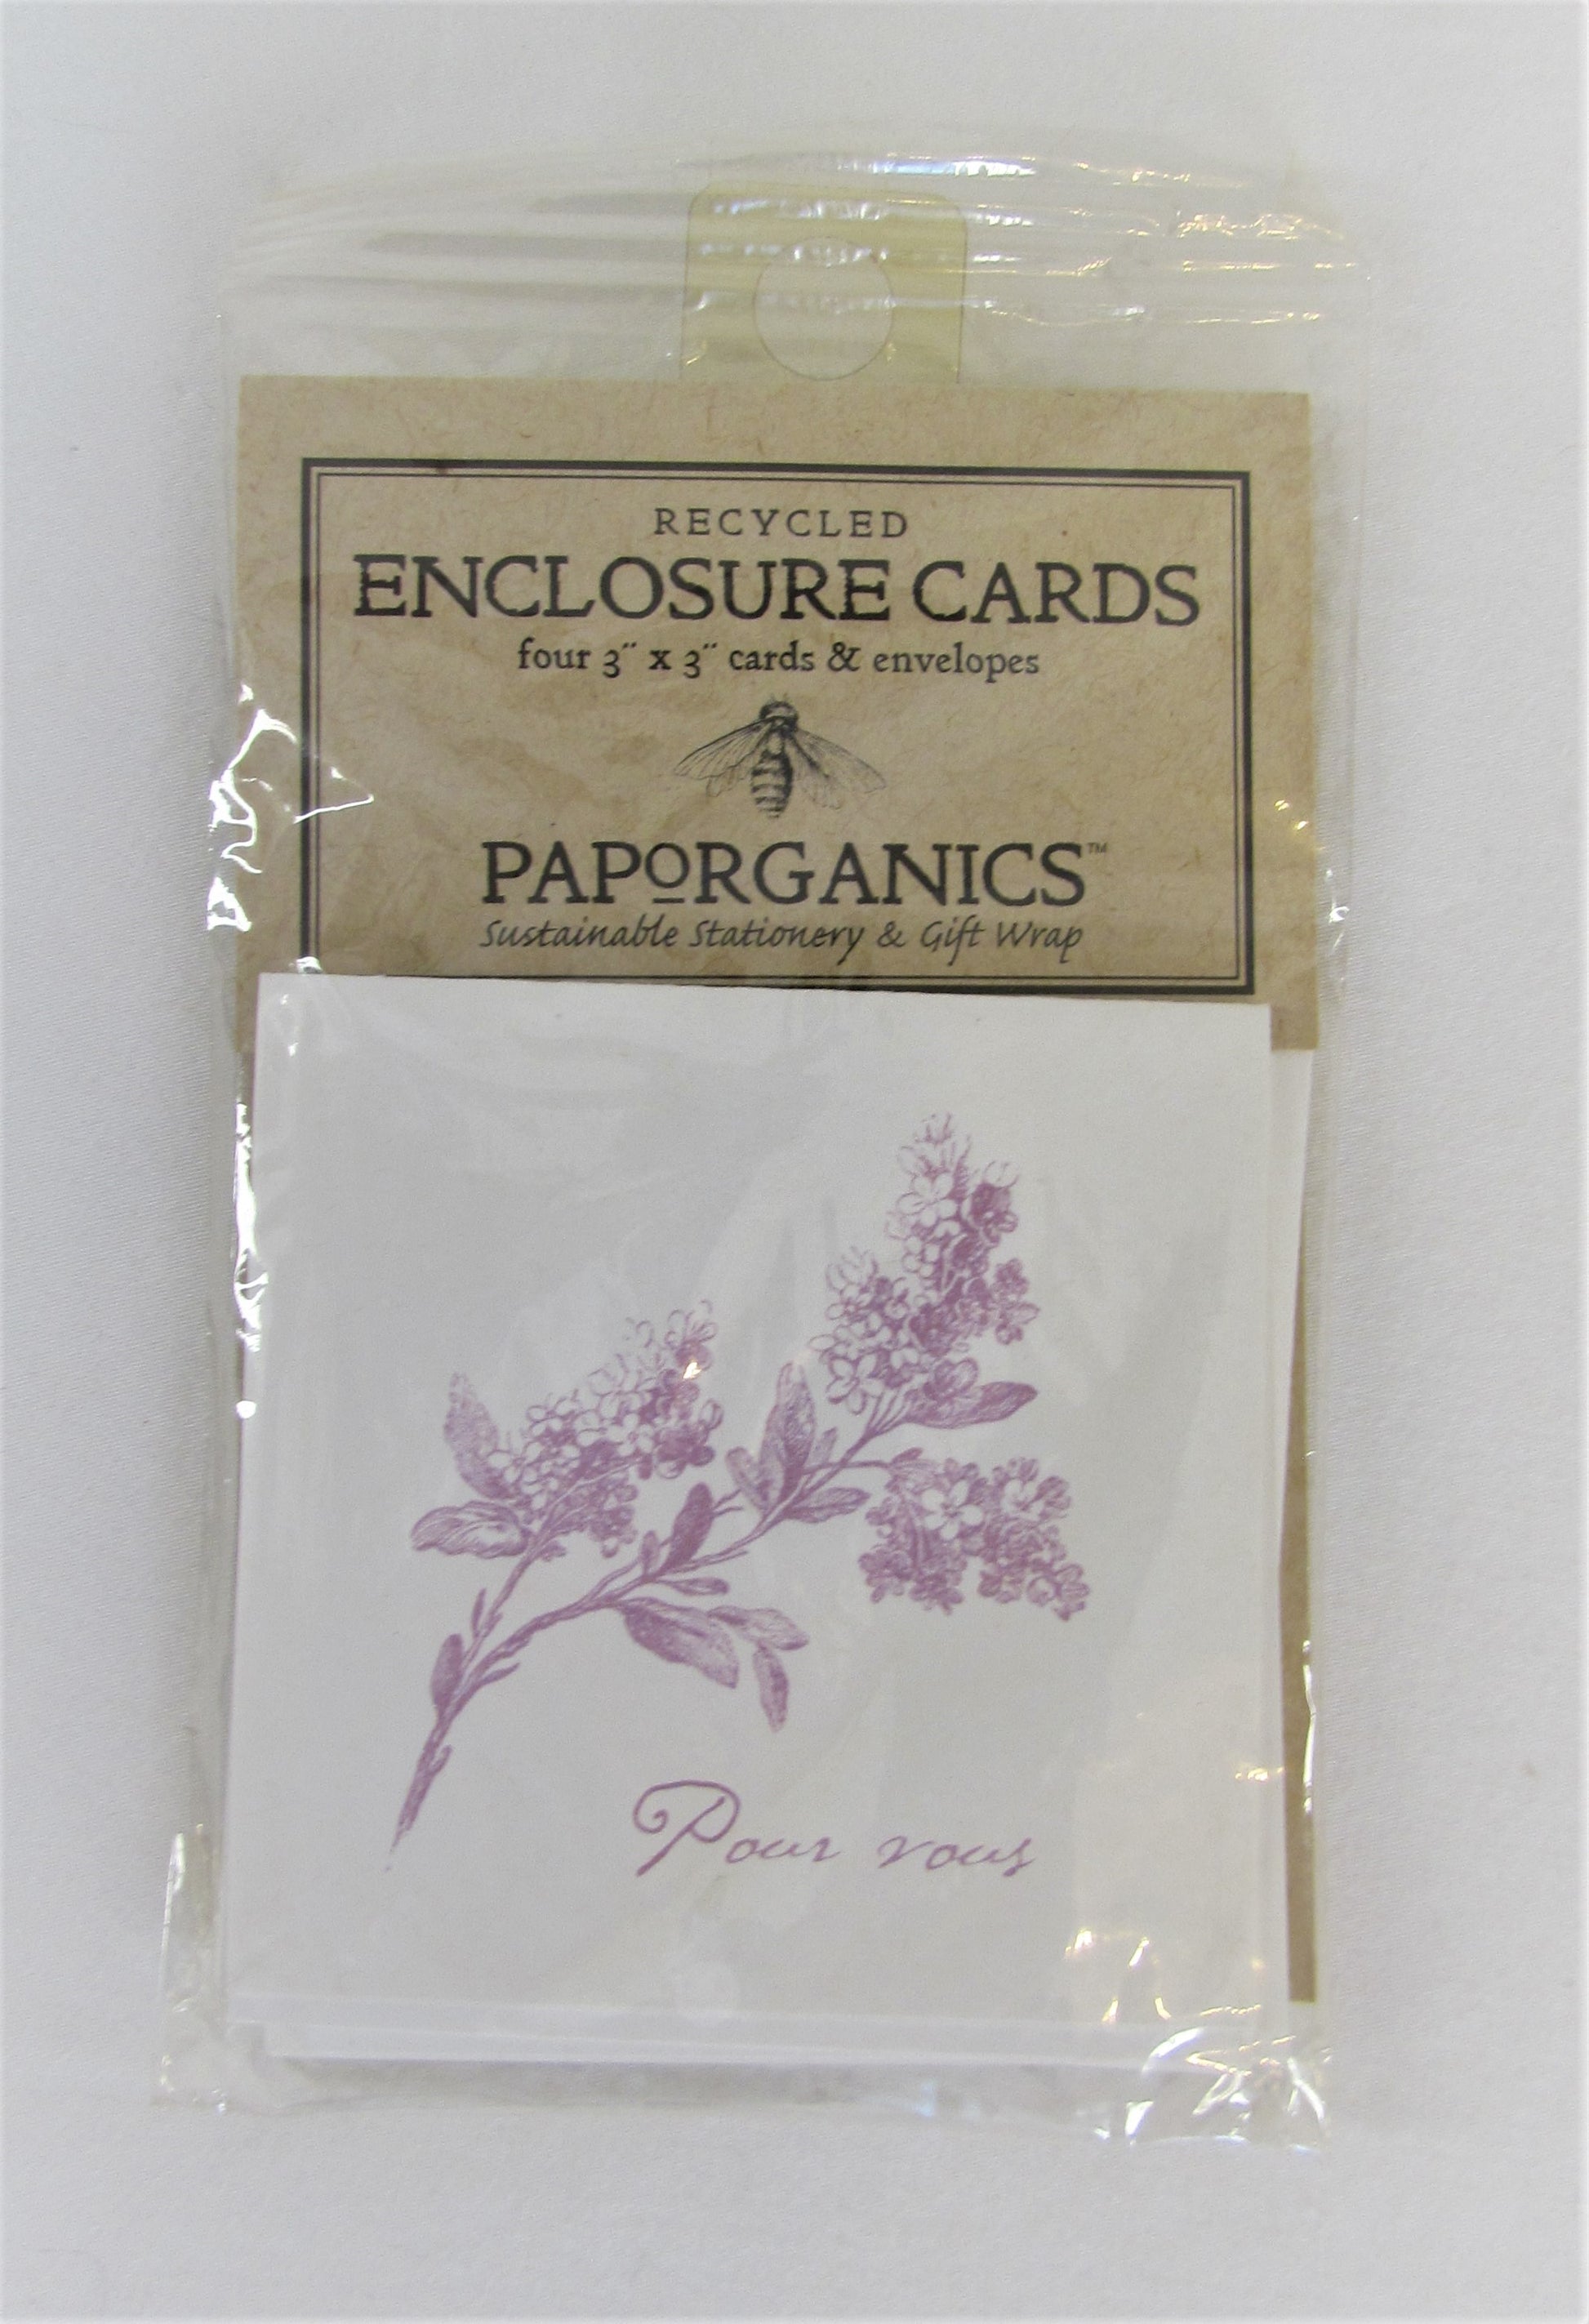 RECYCLED
ENCLOSURE CARDS
four 3" x 3" cards & envelopes
PAPORGANICS™
Sustainable Stationery & Gift Wrap
Pour vous